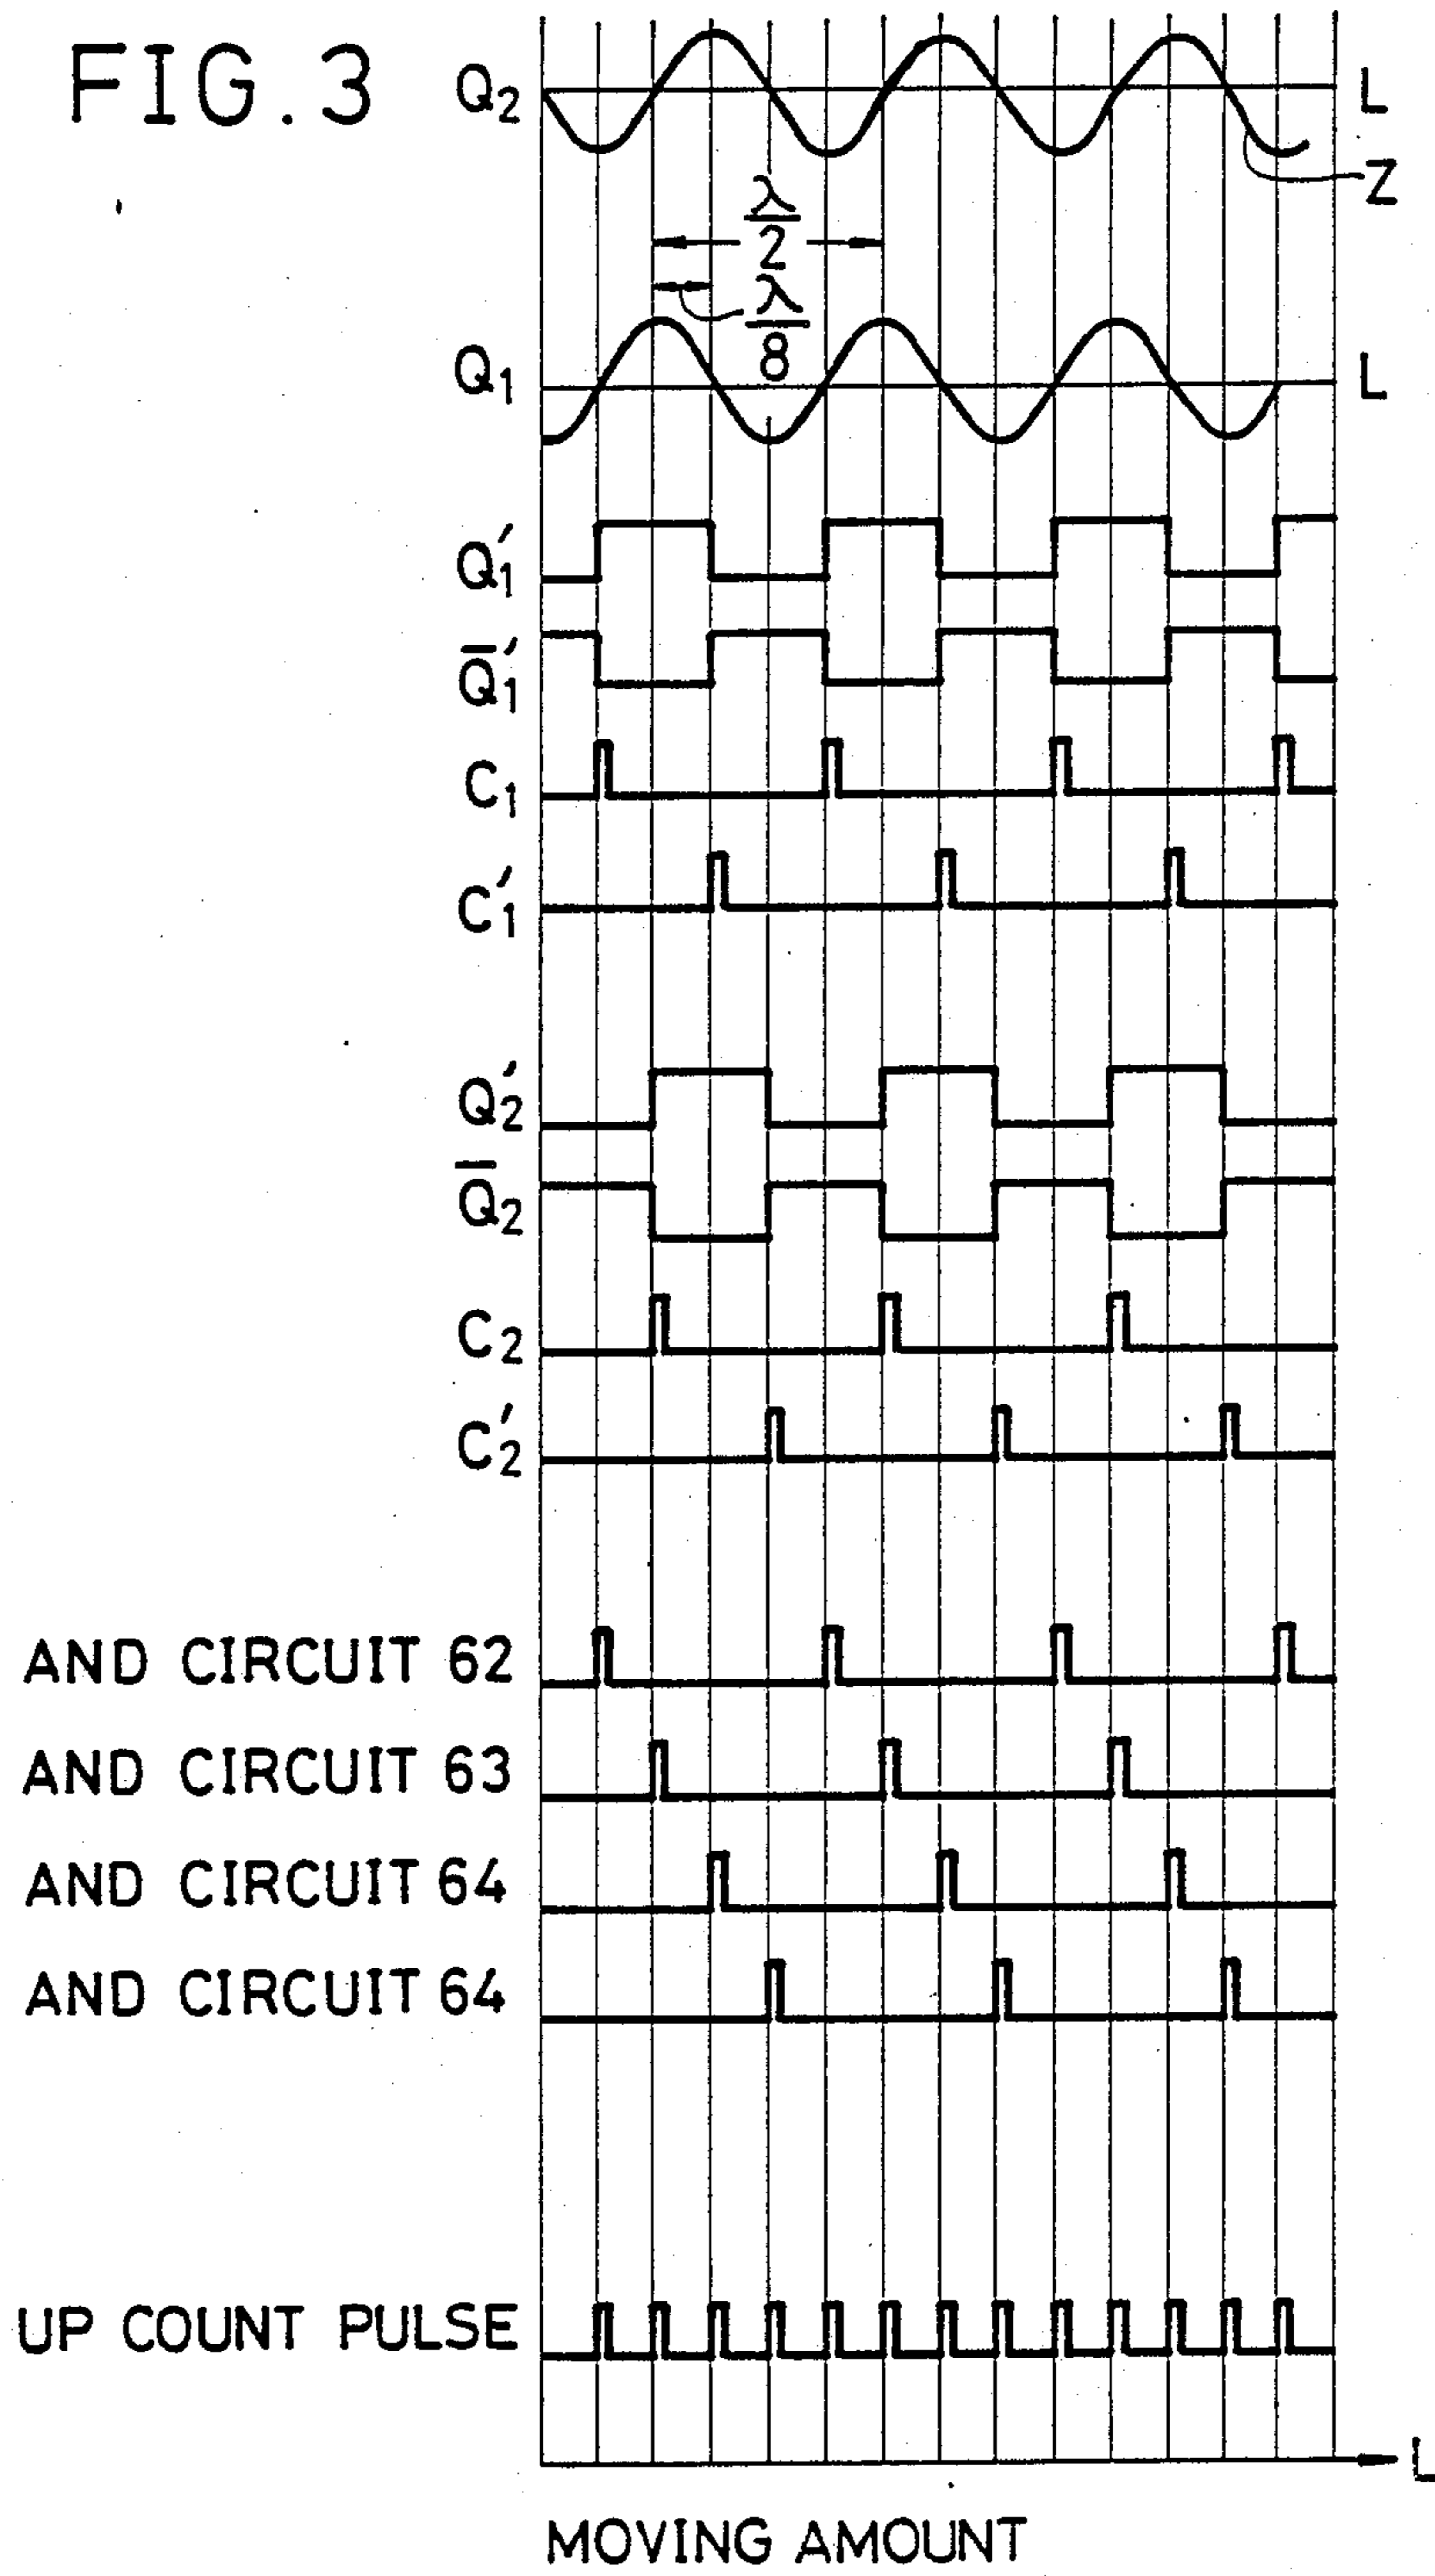 FIG. 3
Q₂
L
Z
λ/2
λ/8
Q₁
L
Q₁′
Q̄₁′
C₁
C₁′
Q₂′
Q̄₂
C₂
C₂′
AND CIRCUIT 62
AND CIRCUIT 63
AND CIRCUIT 64
AND CIRCUIT 64
UP COUNT PULSE
L
MOVING AMOUNT